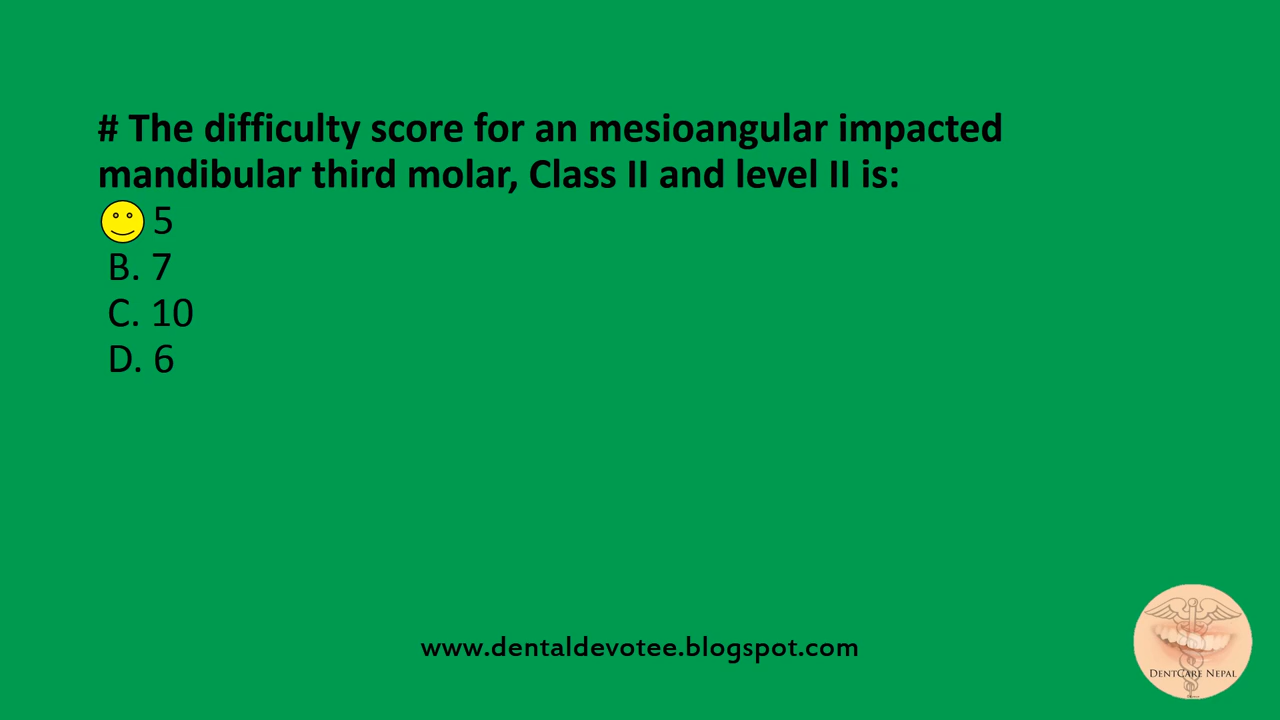 # The difficulty score for an mesioangular impacted
mandibular third molar, Class II and level II is:
5
B. 7
C. 10
D. 6
www.dentaldevotee.blogspot.com
DENTCARE NEPAL